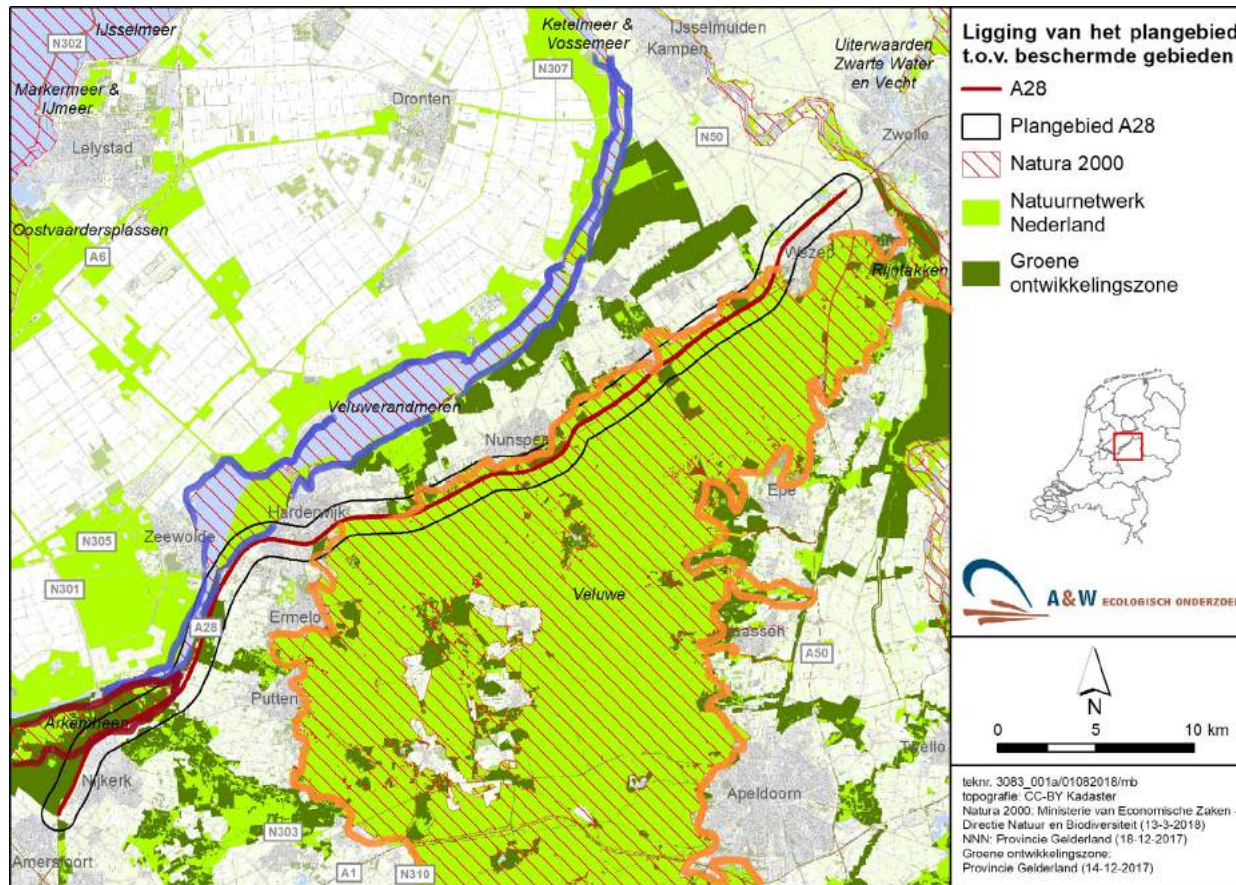 Ketelmeer &
Vossemeer
IJsselmuiden
Kampen
Uiterwaarden
Zwarte Water
en Vecht
IJsselmeer
N302
N307
Markermeer &
IJmeer
Dronten
Lelystad
N50
Zwolle
Oostvaardersplassen
A6
Wezep
Rijntakken
Veluwerandmeren
Nunspeet
Harderwijk
Epe
Zeewolde
N305
N301
Veluwe
Ermelo
A28
Vaassen
A50
Putten
Arkemheen
Twello
Nijkerk
Apeldoorn
N303
Amersfoort
A1
N310
Ligging van het plangebied
t.o.v. beschermde gebieden
A28
Plangebied A28
Natura 2000
Natuurnetwerk
Nederland
Groene
ontwikkelingszone
A&W ECOLOGISCH ONDERZOEK
N
0 5 10 km
teknr. 3083_001a/01082018/mb
topografie: CC-BY Kadaster
Natura 2000: Ministerie van Economische Zaken -
Directie Natuur en Biodiversiteit (13-3-2018)
NNN: Provincie Gelderland (18-12-2017)
Groene ontwikkelingszone:
Provincie Gelderland (14-12-2017)